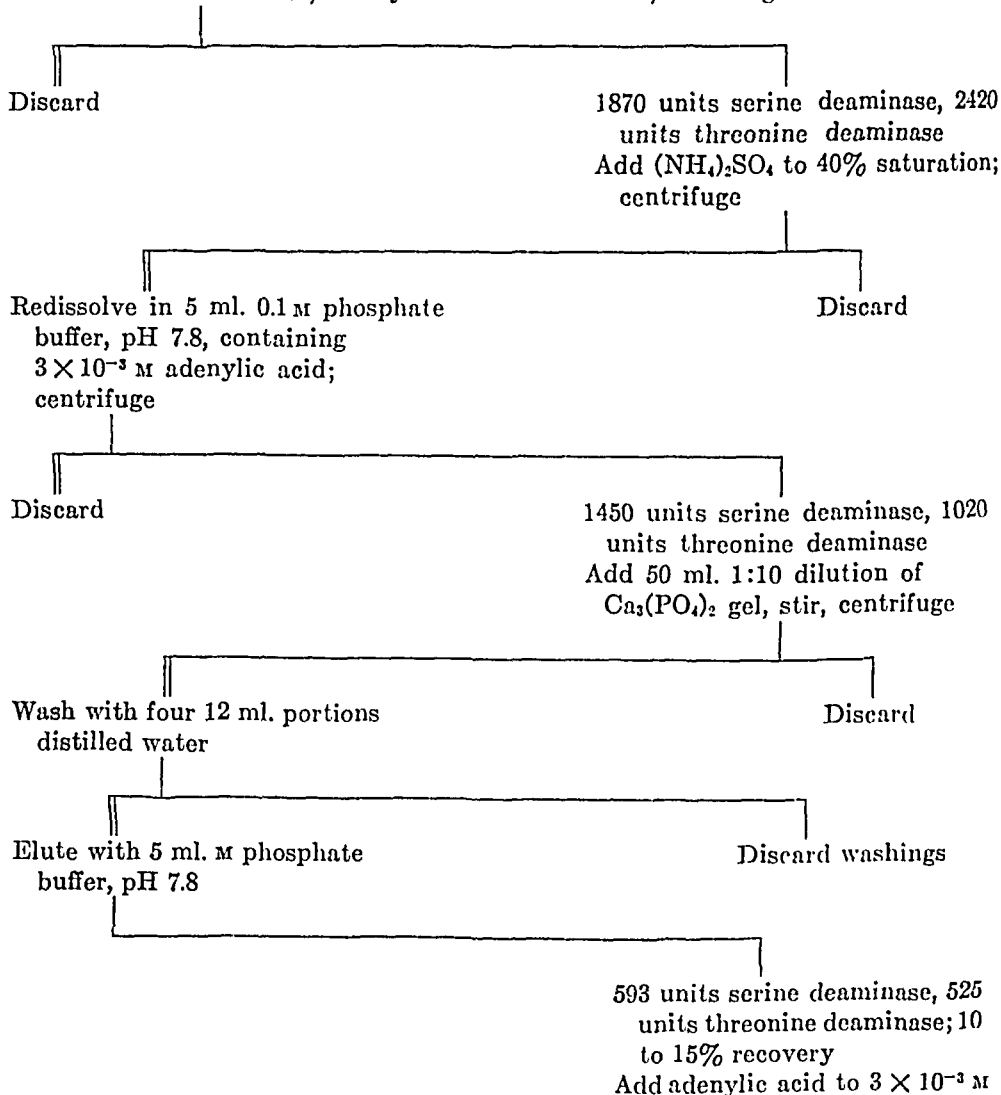 Discard
1870 units serine deaminase, 2420
units threonine deaminase
Add (NH₄)₂SO₄ to 40% saturation;
centrifuge
Redissolve in 5 ml. 0.1 M phosphate
buffer, pH 7.8, containing
3 × 10⁻³ M adenylic acid;
centrifuge
Discard
Discard
1450 units serine deaminase, 1020
units threonine deaminase
Add 50 ml. 1:10 dilution of
Ca₃(PO₄)₂ gel, stir, centrifuge
Wash with four 12 ml. portions
distilled water
Discard
Elute with 5 ml. M phosphate
buffer, pH 7.8
Discard washings
593 units serine deaminase, 525
units threonine deaminase; 10
to 15% recovery
Add adenylic acid to 3 × 10⁻³ M